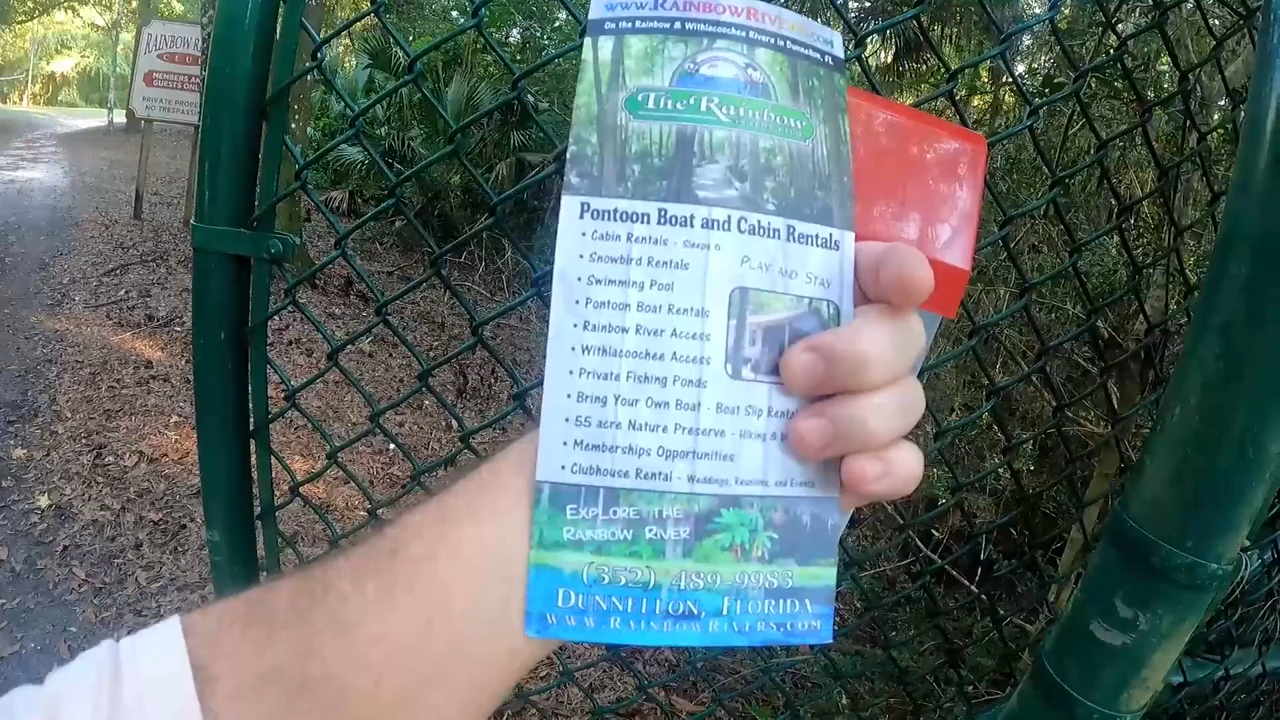 WWW.RAINBOWRIVERS.COM
On the Rainbow & Withlacoochee Rivers in Dunnellon, FL
The Rainbow
Pontoon Boat and Cabin Rentals
• Cabin Rentals - Sleeps 6
• Snowbird Rentals
• Swimming Pool
• Pontoon Boat Rentals
• Rainbow River Access
• Withlacoochee Access
• Private Fishing Ponds
• Bring Your Own Boat - Boat Slip Rental
• 55 acre Nature Preserve - Hiking &
• Memberships Opportunities
• Clubhouse Rental - Weddings, Reunions, and Events
PLAY AND STAY
EXPLORE THE
RAINBOW RIVER
(352) 489-9983
DUNNELLON, FLORIDA
WWW.RAINBOWRIVERS.COM
RAINBOW R
CLU
MEMBERS AN
GUESTS ONL
PRIVATE PROPE
NO TRESPASSI